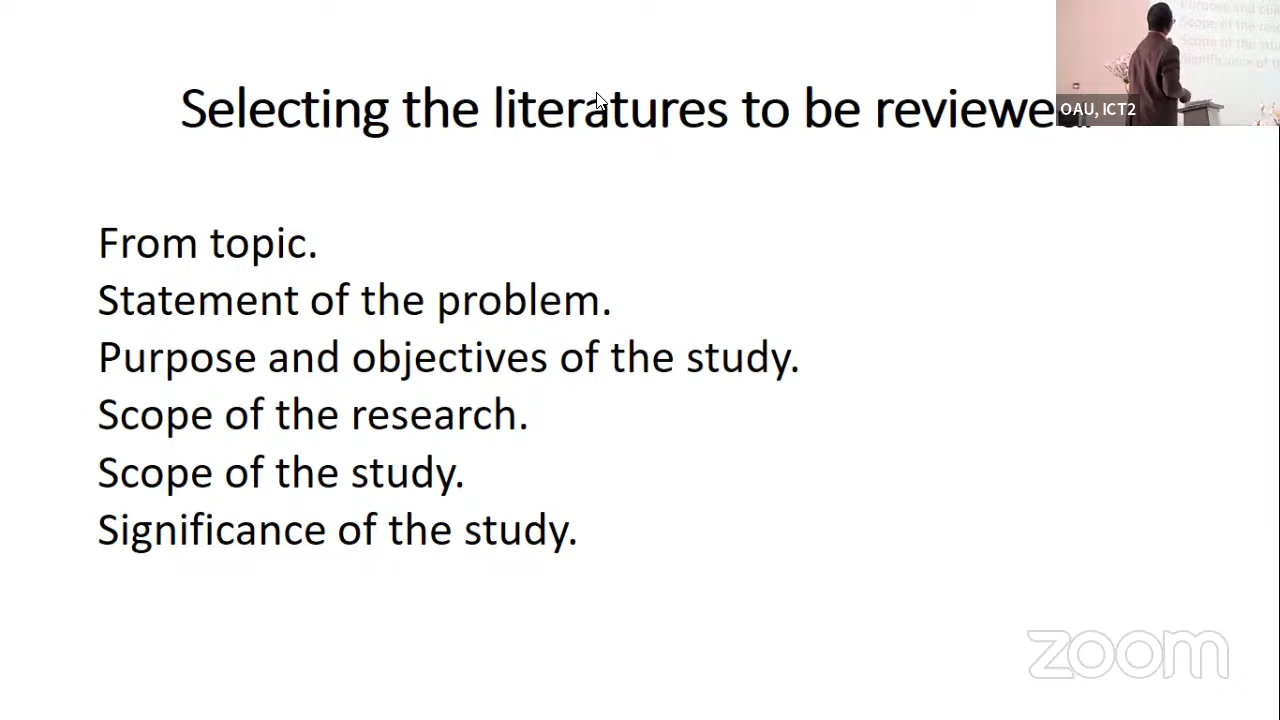 Selecting the literatures to be reviewed.
OAU, ICT2
From topic.
Statement of the problem.
Purpose and objectives of the study.
Scope of the research.
Scope of the study.
Significance of the study.
zoom